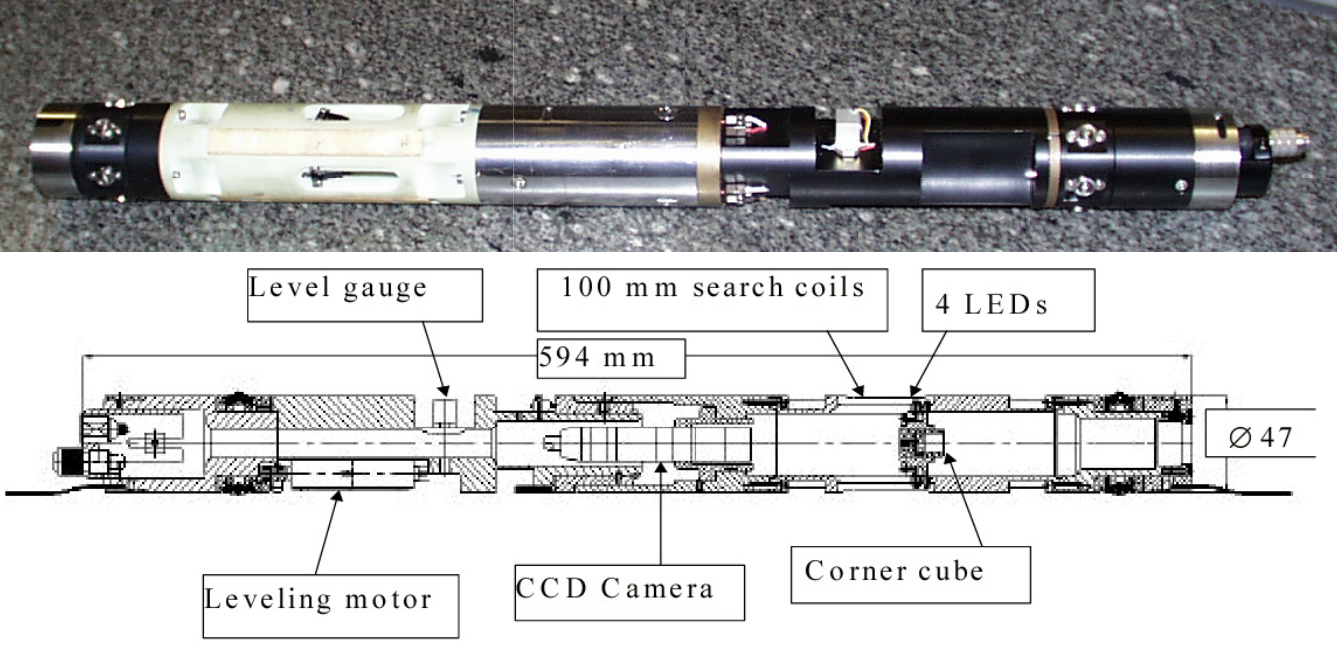 Level gauge
100 mm search coils
4 LEDs
594 mm
Ø 47
Corner cube
CCD Camera
Leveling motor